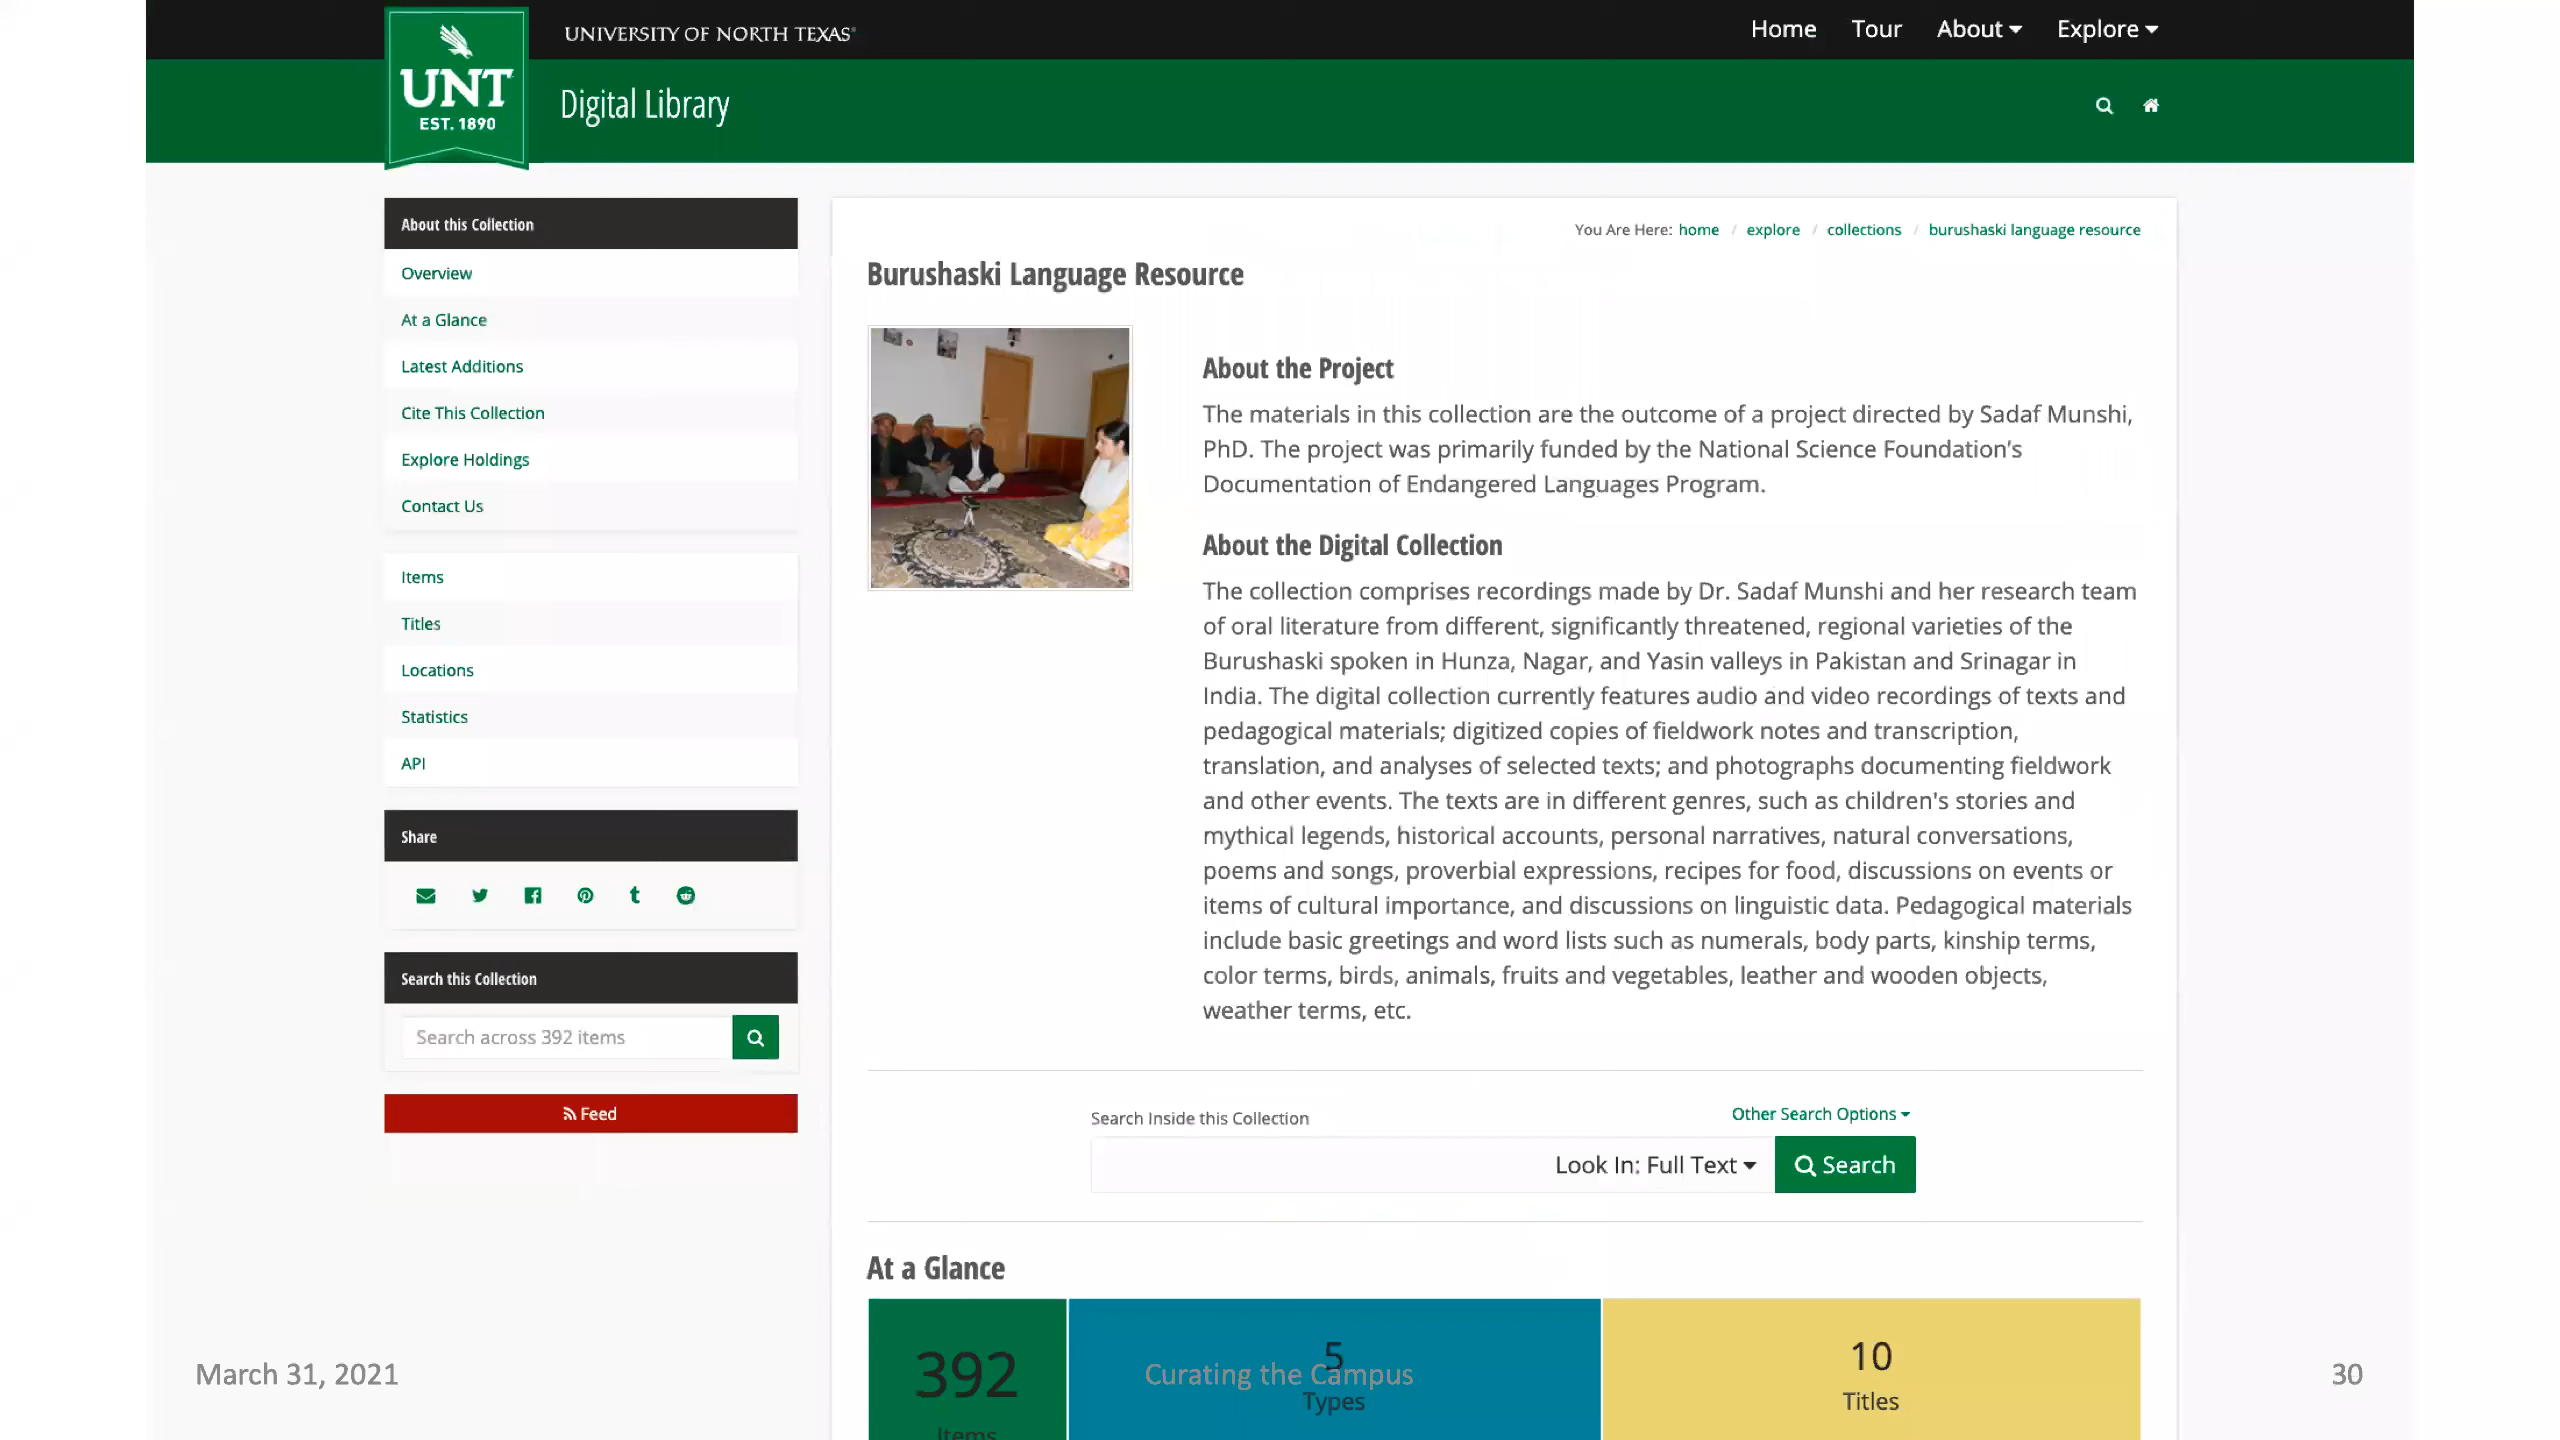 UNIVERSITY OF NORTH TEXAS
Home Tour About Explore
UNT
EST. 1890
Digital Library
About this Collection
Overview
At a Glance
Latest Additions
Cite This Collection
Explore Holdings
Contact Us
Items
Titles
Locations
Statistics
API
Share
Search this Collection
Search across 392 items
Feed
You Are Here: home / explore / collections / burushaski language resource
Burushaski Language Resource
About the Project
The materials in this collection are the outcome of a project directed by Sadaf Munshi,
PhD. The project was primarily funded by the National Science Foundation's
Documentation of Endangered Languages Program.
About the Digital Collection
The collection comprises recordings made by Dr. Sadaf Munshi and her research team
of oral literature from different, significantly threatened, regional varieties of the
Burushaski spoken in Hunza, Nagar, and Yasin valleys in Pakistan and Srinagar in
India. The digital collection currently features audio and video recordings of texts and
pedagogical materials; digitized copies of fieldwork notes and transcription,
translation, and analyses of selected texts; and photographs documenting fieldwork
and other events. The texts are in different genres, such as children's stories and
mythical legends, historical accounts, personal narratives, natural conversations,
poems and songs, proverbial expressions, recipes for food, discussions on events or
items of cultural importance, and discussions on linguistic data. Pedagogical materials
include basic greetings and word lists such as numerals, body parts, kinship terms,
color terms, birds, animals, fruits and vegetables, leather and wooden objects,
weather terms, etc.
Search Inside this Collection
Other Search Options
Look In: Full Text
Search
At a Glance
392
Items
5
Types
10
Titles
March 31, 2021
Curating the Campus
30